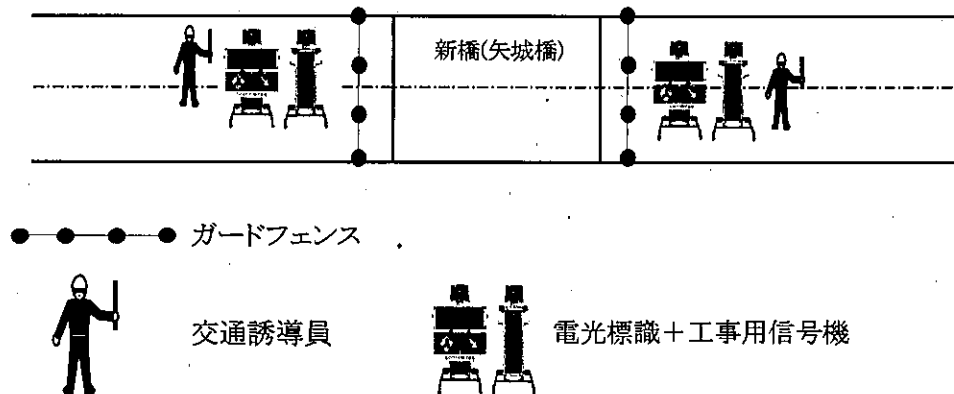 新橋(矢城橋)
ガードフェンス
交通誘導員
電光標識＋工事用信号機